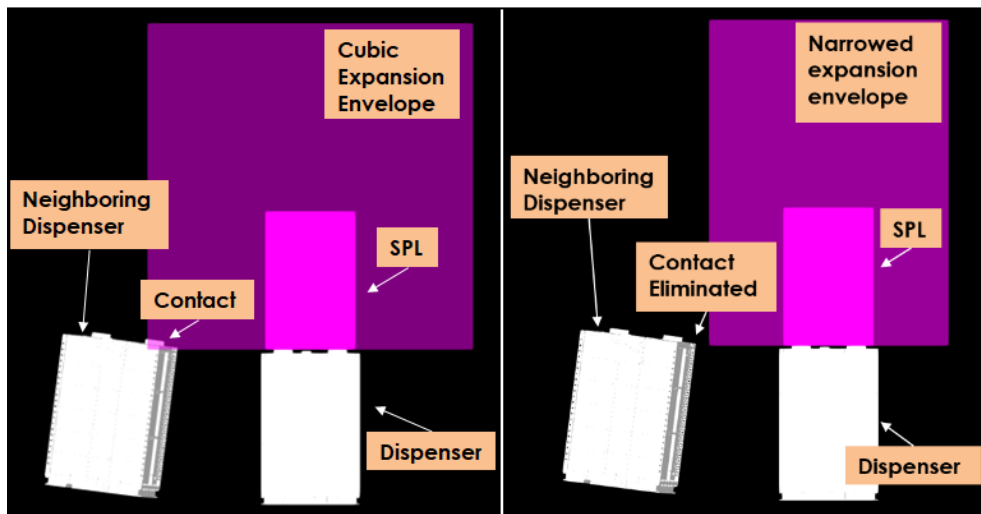 Cubic
Expansion
Envelope
Neighboring
Dispenser
SPL
Contact
Dispenser
Narrowed
expansion
envelope
Neighboring
Dispenser
SPL
Contact
Eliminated
Dispenser